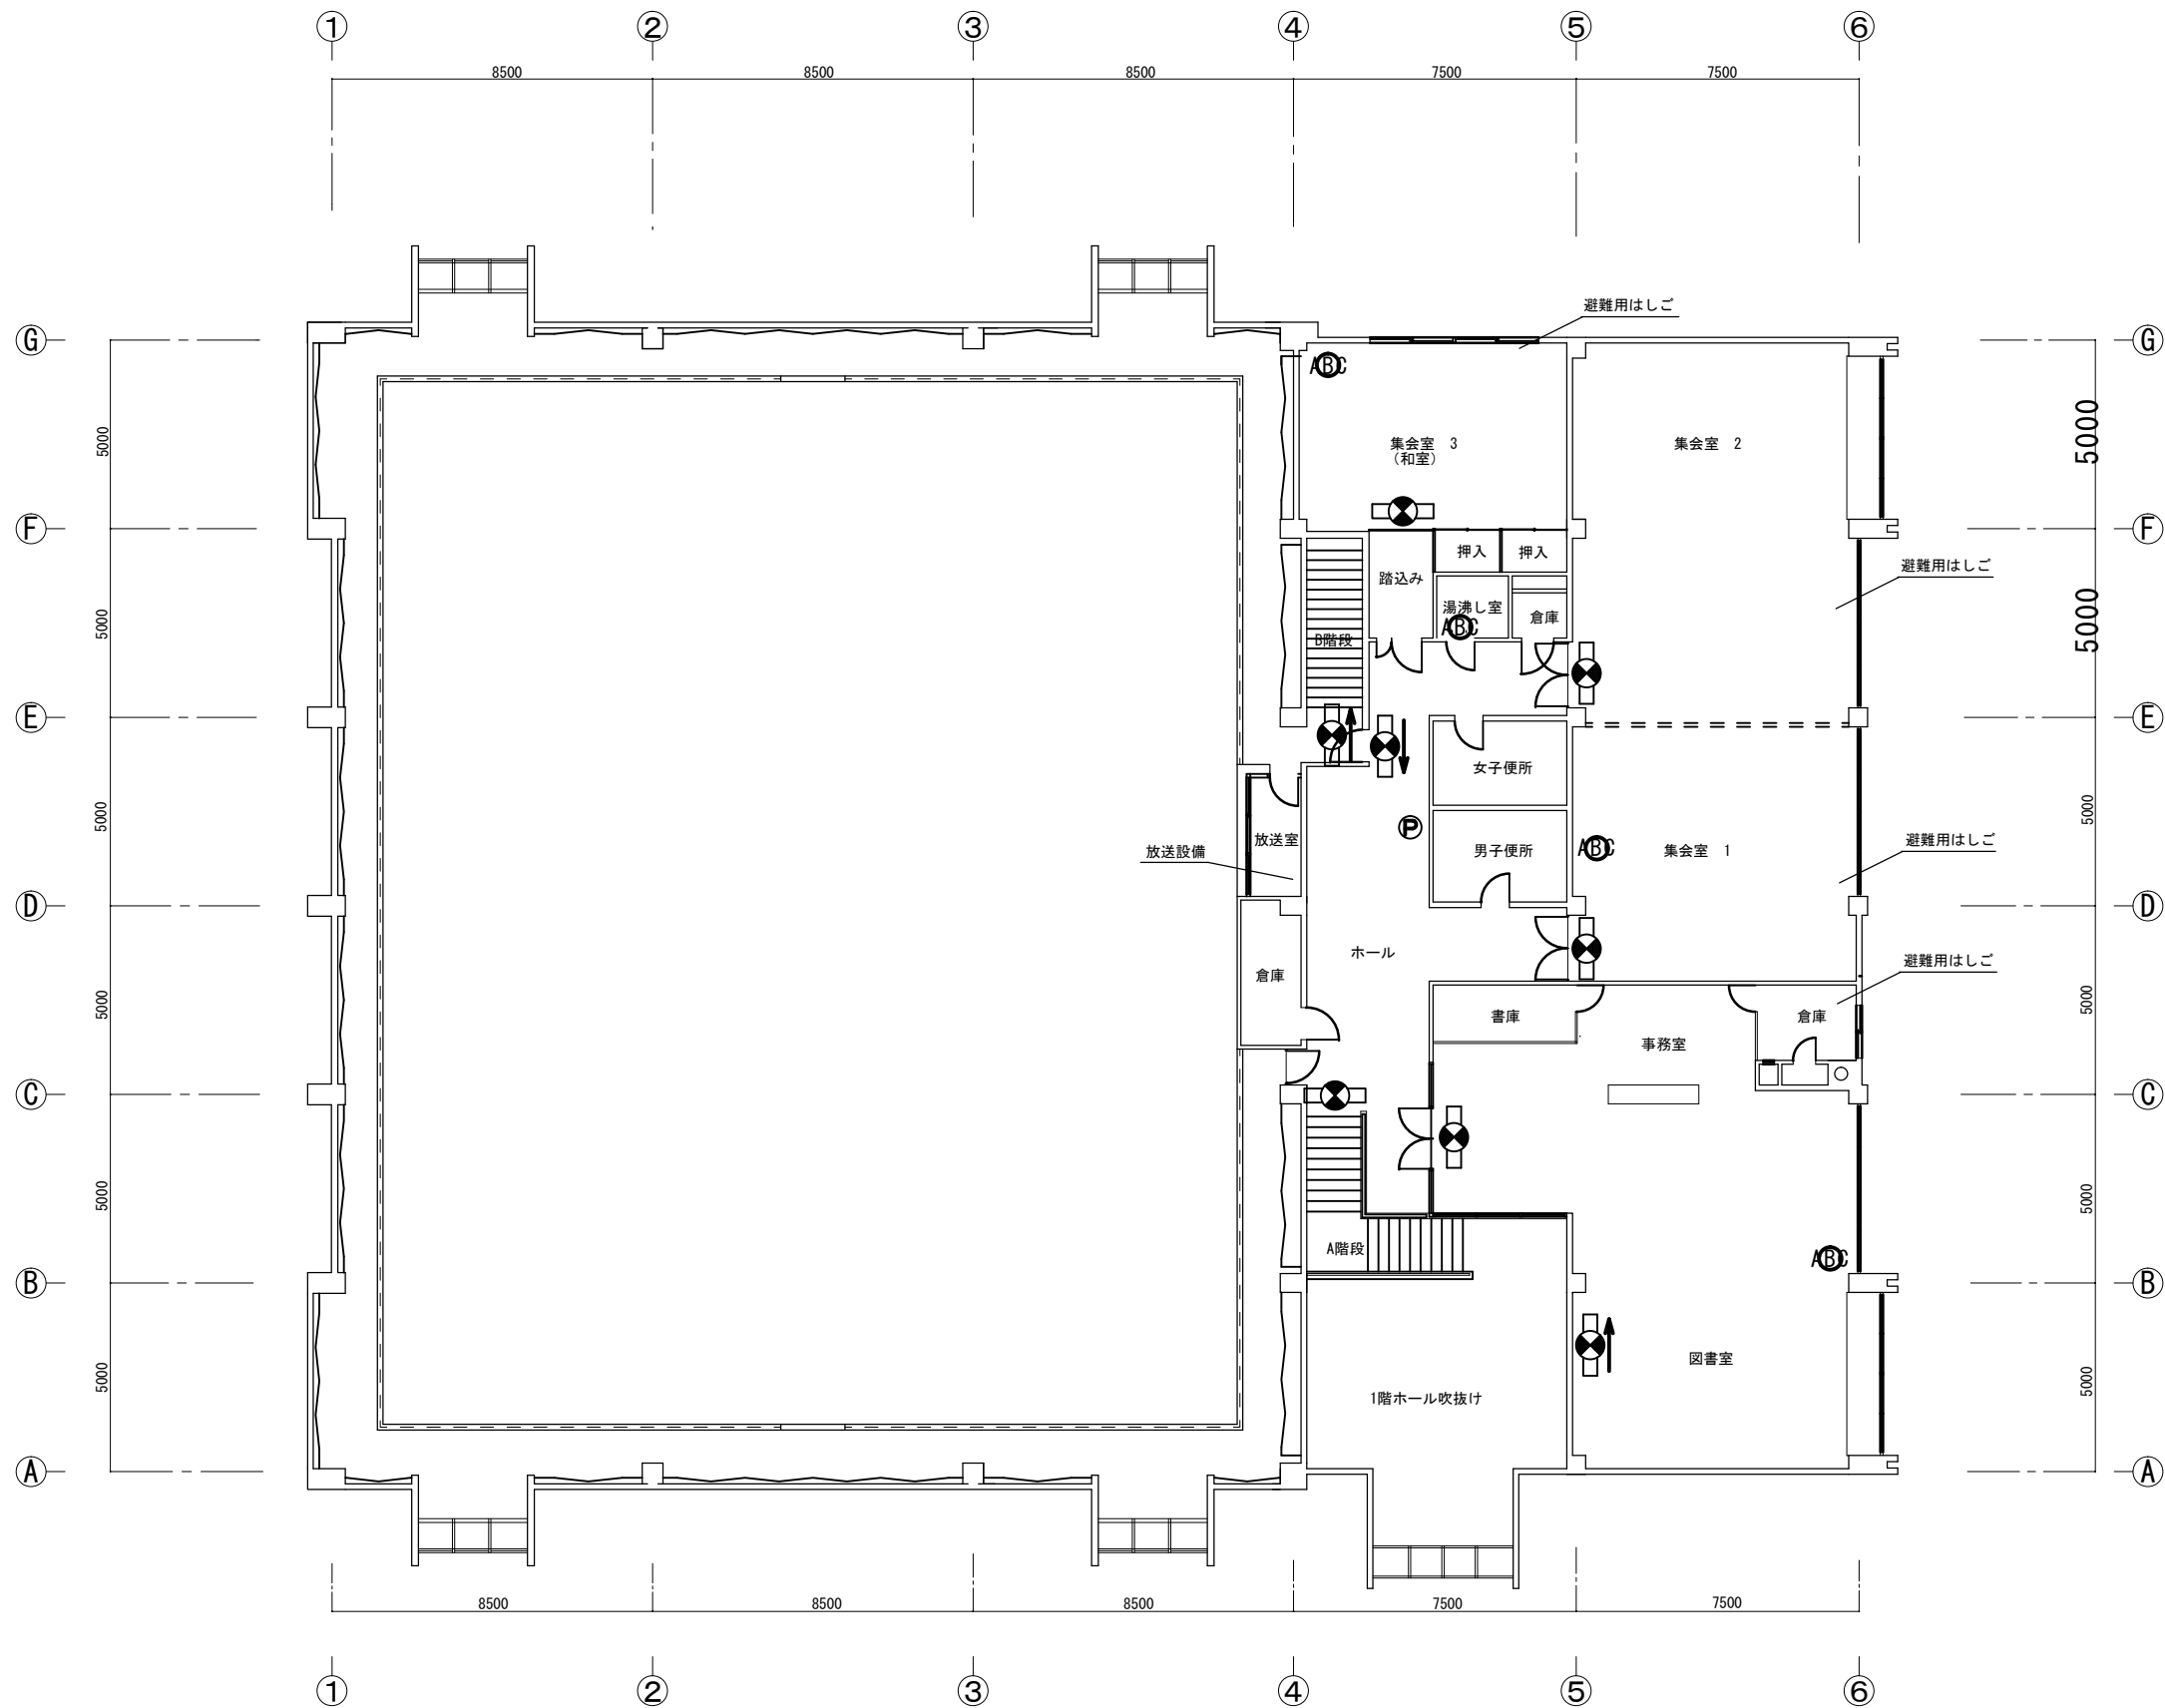 ① ② ③ ④ ⑤ ⑥
8500 8500 8500 7500 7500
避難用はしご
Ⓖ Ⓖ
ABC
5000 5000
集会室 3 集会室 2
(和室)
Ⓕ Ⓕ
押入 押入
避難用はしご
踏込み
湯沸し室 倉庫
5000 5000
ABC
B階段
Ⓔ Ⓔ
女子便所
5000 5000
P
放送室 避難用はしご
放送設備 男子便所 ABC 集会室 1
Ⓓ Ⓓ
ホール
避難用はしご
倉庫
5000 5000
書庫 倉庫
事務室
Ⓒ Ⓒ
5000 5000
A階段 ABC
Ⓑ Ⓑ
図書室
5000 5000
1階ホール吹抜け
Ⓐ Ⓐ
8500 8500 8500 7500 7500
① ② ③ ④ ⑤ ⑥